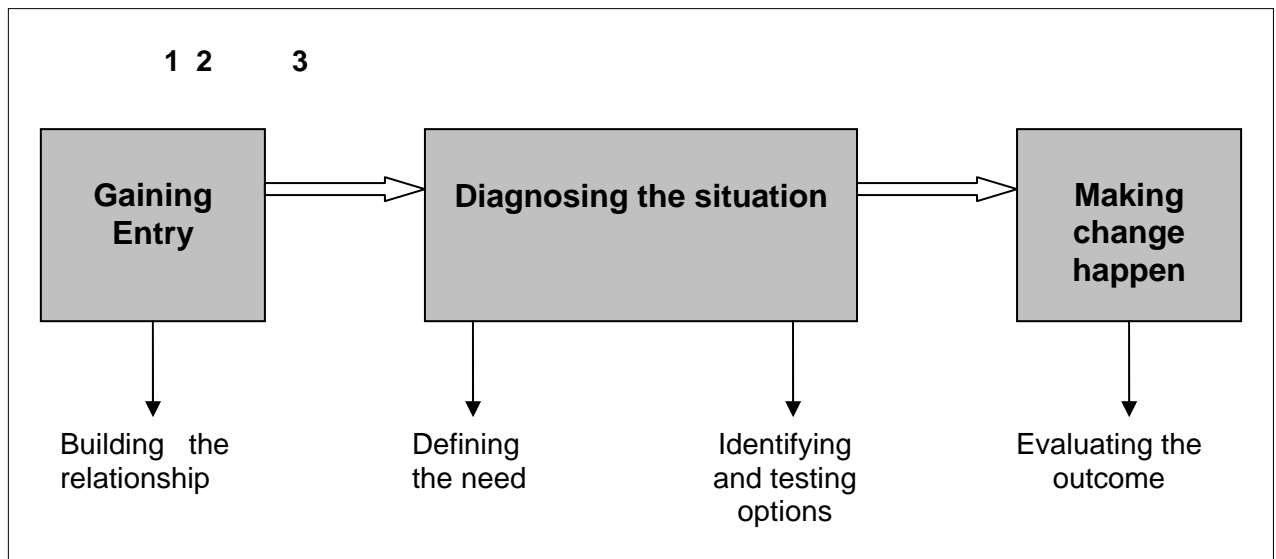 1 2 3
Gaining
Entry
Diagnosing the situation
Making
change
happen
Building the
relationship
Defining
the need
Identifying
and testing
options
Evaluating the
outcome